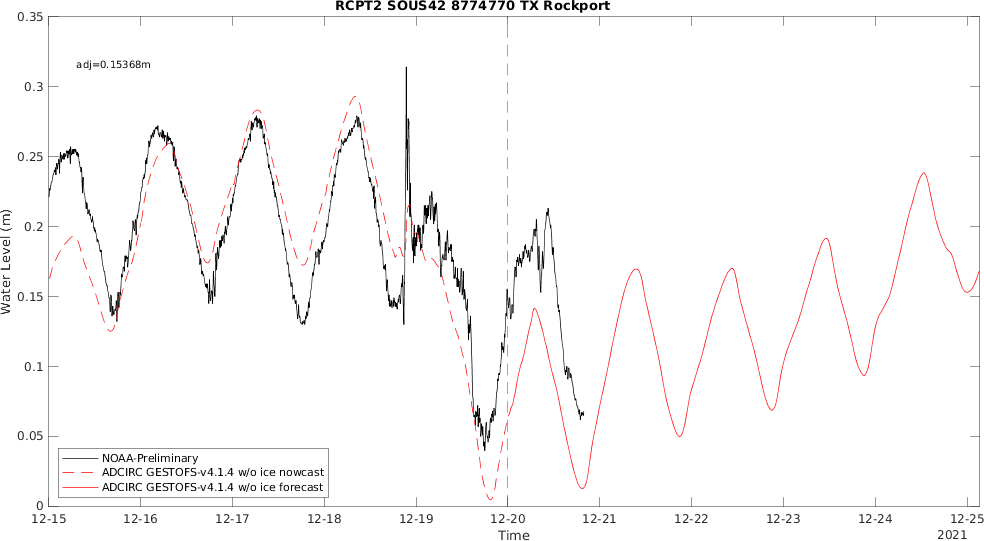 RCPT2 SOUS42 8774770 TX Rockport
0.35
adj=0.15368m
0.3
0.25
0.2
0.15
0.1
0.05
0
Water Level (m)
NOAA-Preliminary
ADCIRC GESTOFS-v4.1.4 w/o ice nowcast
ADCIRC GESTOFS-v4.1.4 w/o ice forecast
12-15 12-16 12-17 12-18 12-19 12-20 12-21 12-22 12-23 12-24 12-25
Time
2021